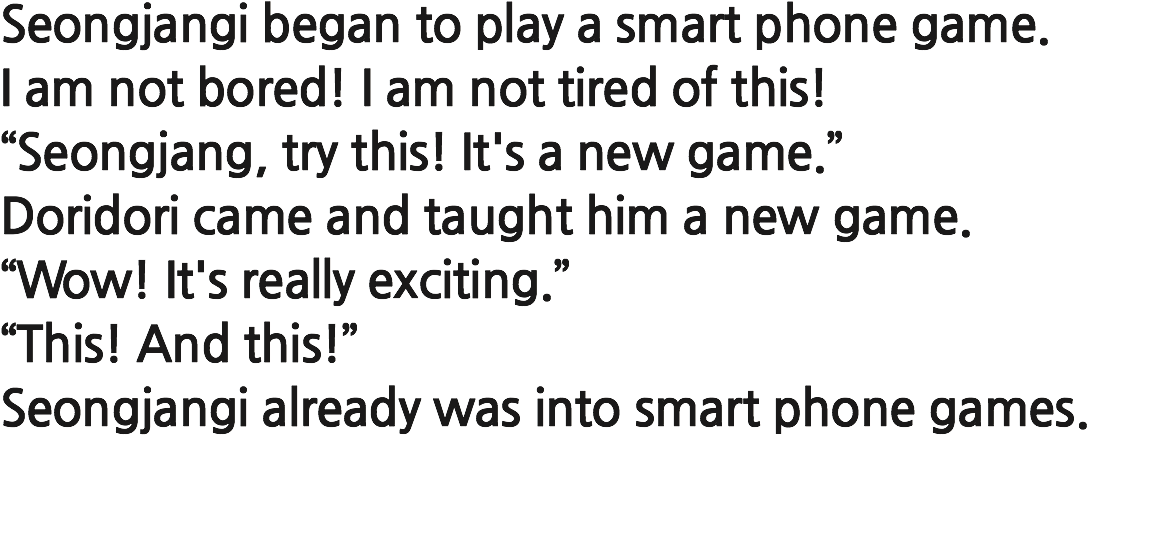 Seongjangi began to play a smart phone game.
I am not bored! I am not tired of this!
“Seongjang, try this! It's a new game.”
Doridori came and taught him a new game.
“Wow! It's really exciting.”
“This! And this!”
Seongjangi already was into smart phone games.